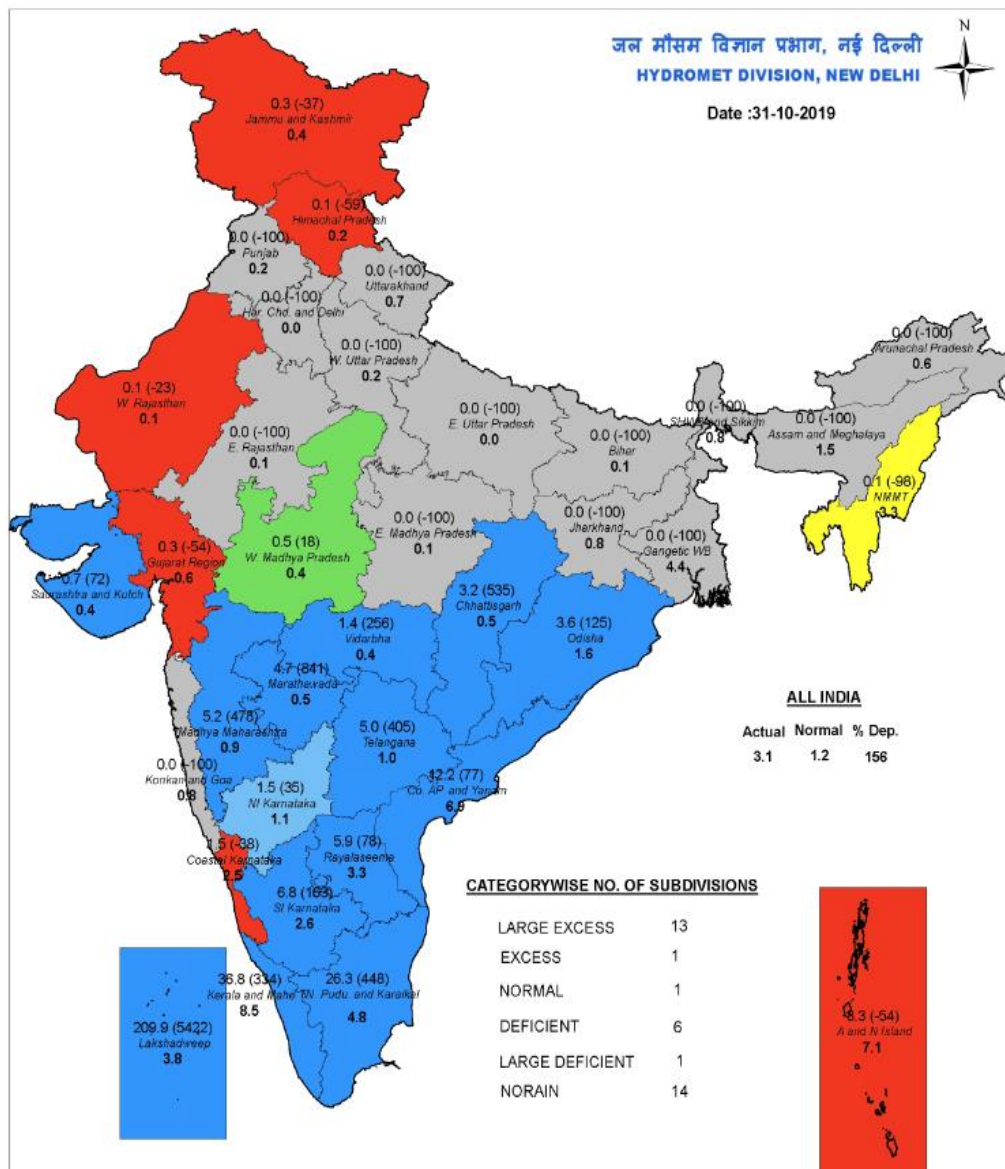 N
जल मौसम विज्ञान प्रभाग, नई दिल्ली
HYDROMET DIVISION, NEW DELHI
Date :31-10-2019
0.3 (-37)
Jammu and Kashmir
0.4
0.1 (-59)
Himachal Pradesh
0.2
0.0 (-100)
Punjab
0.2
0.0 (-100)
Uttarakhand
0.7
0.0 (-100)
Har. Chd. and Delhi
0.0
0.0 (-100)
W. Uttar Pradesh
0.2
0.0 (-100)
Arunachal Pradesh
0.6
0.1 (-23)
W. Rajasthan
0.1
0.0 (-100)
E. Rajasthan
0.1
0.0 (-100)
E. Uttar Pradesh
0.0
0.0 (-100)
SHWB and Sikkim
0.8
0.0 (-100)
Assam and Meghalaya
1.5
0.0 (-100)
Biher
0.1
0.1 (-98)
NMMT
3.3
0.0 (-100)
E. Madhya Pradesh
0.1
0.0 (-100)
Jharkhand
0.8
0.0 (-100)
Gangetic WB
4.4
0.5 (18)
W. Madhya Pradesh
0.4
0.3 (-54)
Gujarat Region
0.6
0.7 (72)
Saurashtra and Kutch
0.4
3.2 (535)
Chhattisgarh
0.5
3.6 (125)
Odisha
1.6
1.4 (256)
Vidarbha
0.4
4.7 (841)
Marathawada
0.5
5.2 (478)
Madhya Maharashtra
0.9
5.0 (405)
Telangana
1.0
0.0 (-100)
Konkan and Goa
0.8
1.5 (35)
NI Karnataka
1.1
12.2 (77)
Co. AP and Yanam
6.9
ALL INDIA
Actual Normal % Dep.
3.1 1.2 156
1.5 (-38)
Coastal Karnataka
2.5
5.9 (78)
Rayalaseema
3.3
6.8 (163)
SI Karnataka
2.6
36.8 (334)
Kerala and Mahe
8.5
26.3 (448)
TN. Pudu. and Karaikal
4.8
209.9 (5422)
Lakshadweep
3.8
CATEGORYWISE NO. OF SUBDIVISIONS
LARGE EXCESS 13
EXCESS 1
NORMAL 1
DEFICIENT 6
LARGE DEFICIENT 1
NORAIN 14
(-54)
A and N Island
7.1